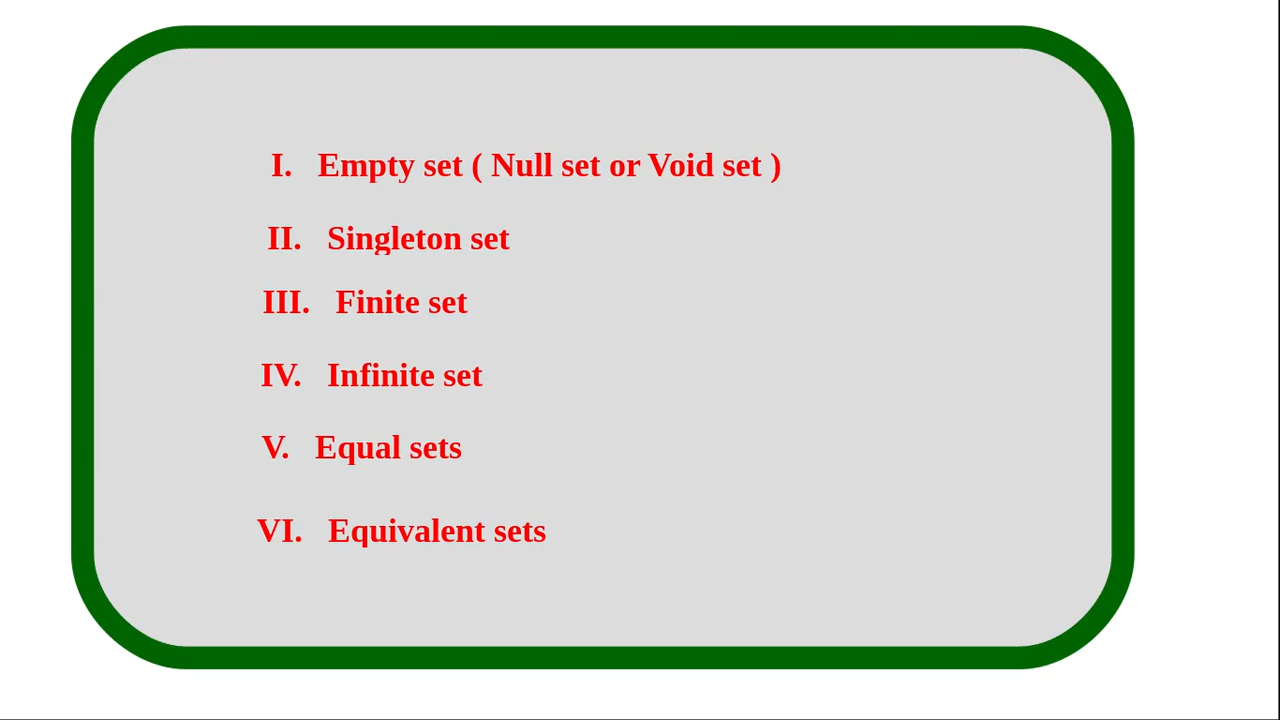 I. Empty set ( Null set or Void set )
II. Singleton set
III. Finite set
IV. Infinite set
V. Equal sets
VI. Equivalent sets